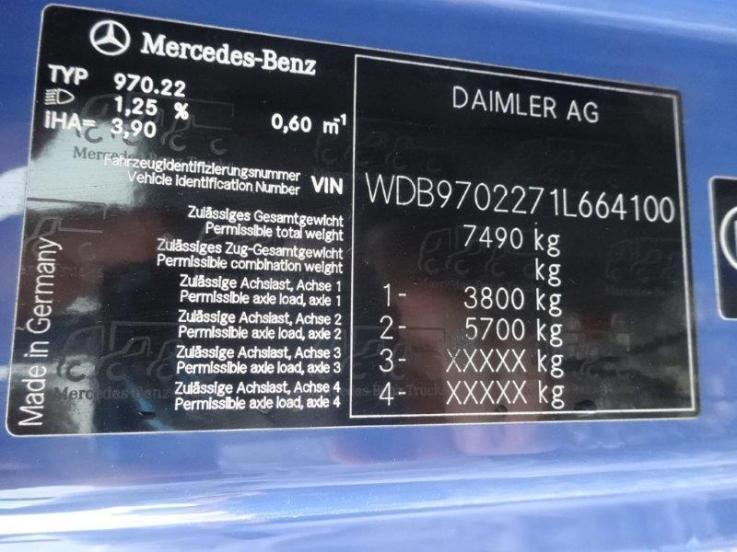 Mercedes-Benz
TYP 970.22
1,25 %
iHA= 3,90 0,60 m-1
DAIMLER AG
Fahrzeugidentifizierungsnummer
Vehicle Identification Number VIN WDB9702271L664100
Zulässiges Gesamtgewicht
Permissible total weight 7490 kg
Zulässiges Zug-Gesamtgewicht
Permissible combination weight kg
Zulässige Achslast, Achse 1
Permissible axle load, axle 1 1- 3800 kg
Zulässige Achslast, Achse 2
Permissible axle load, axle 2 2- 5700 kg
Zulässige Achslast, Achse 3
Permissible axle load, axle 3 3- XXXXX kg
Zulässige Achslast, Achse 4
Permissible axle load, axle 4 4- XXXXX kg
Made in Germany